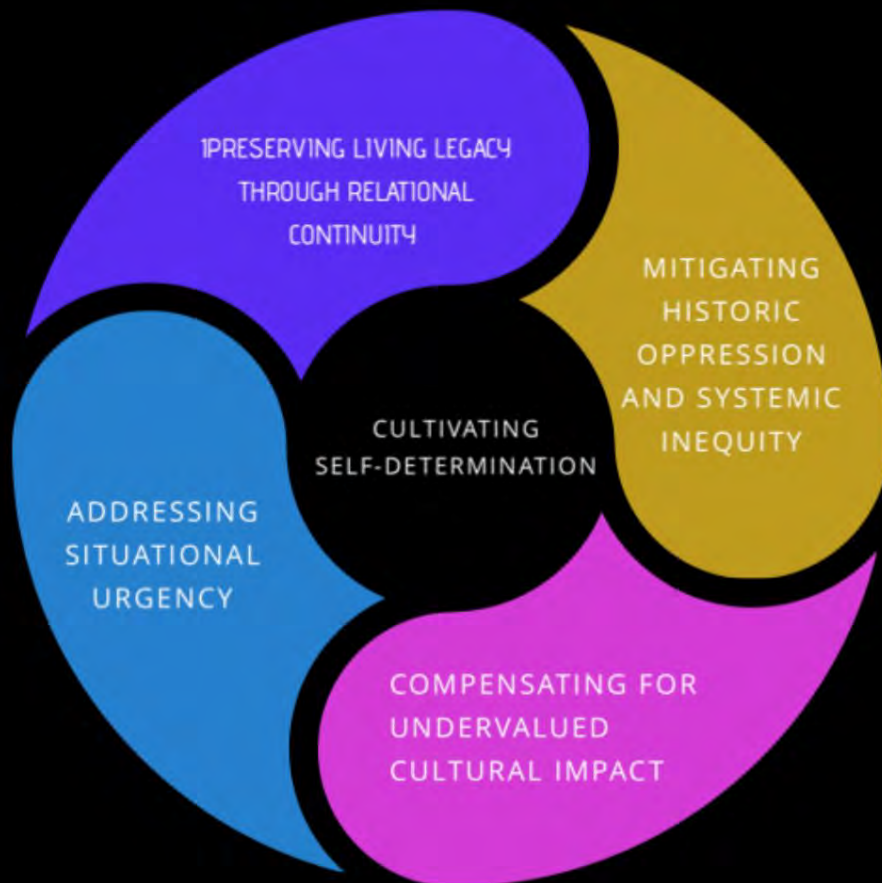 1PRESERVING LIVING LEGACY
THROUGH RELATIONAL
CONTINUITY
MITIGATING
HISTORIC
OPPRESSION
AND SYSTEMIC
INEQUITY
CULTIVATING
SELF-DETERMINATION
ADDRESSING
SITUATIONAL
URGENCY
COMPENSATING FOR
UNDERVALUED
CULTURAL IMPACT